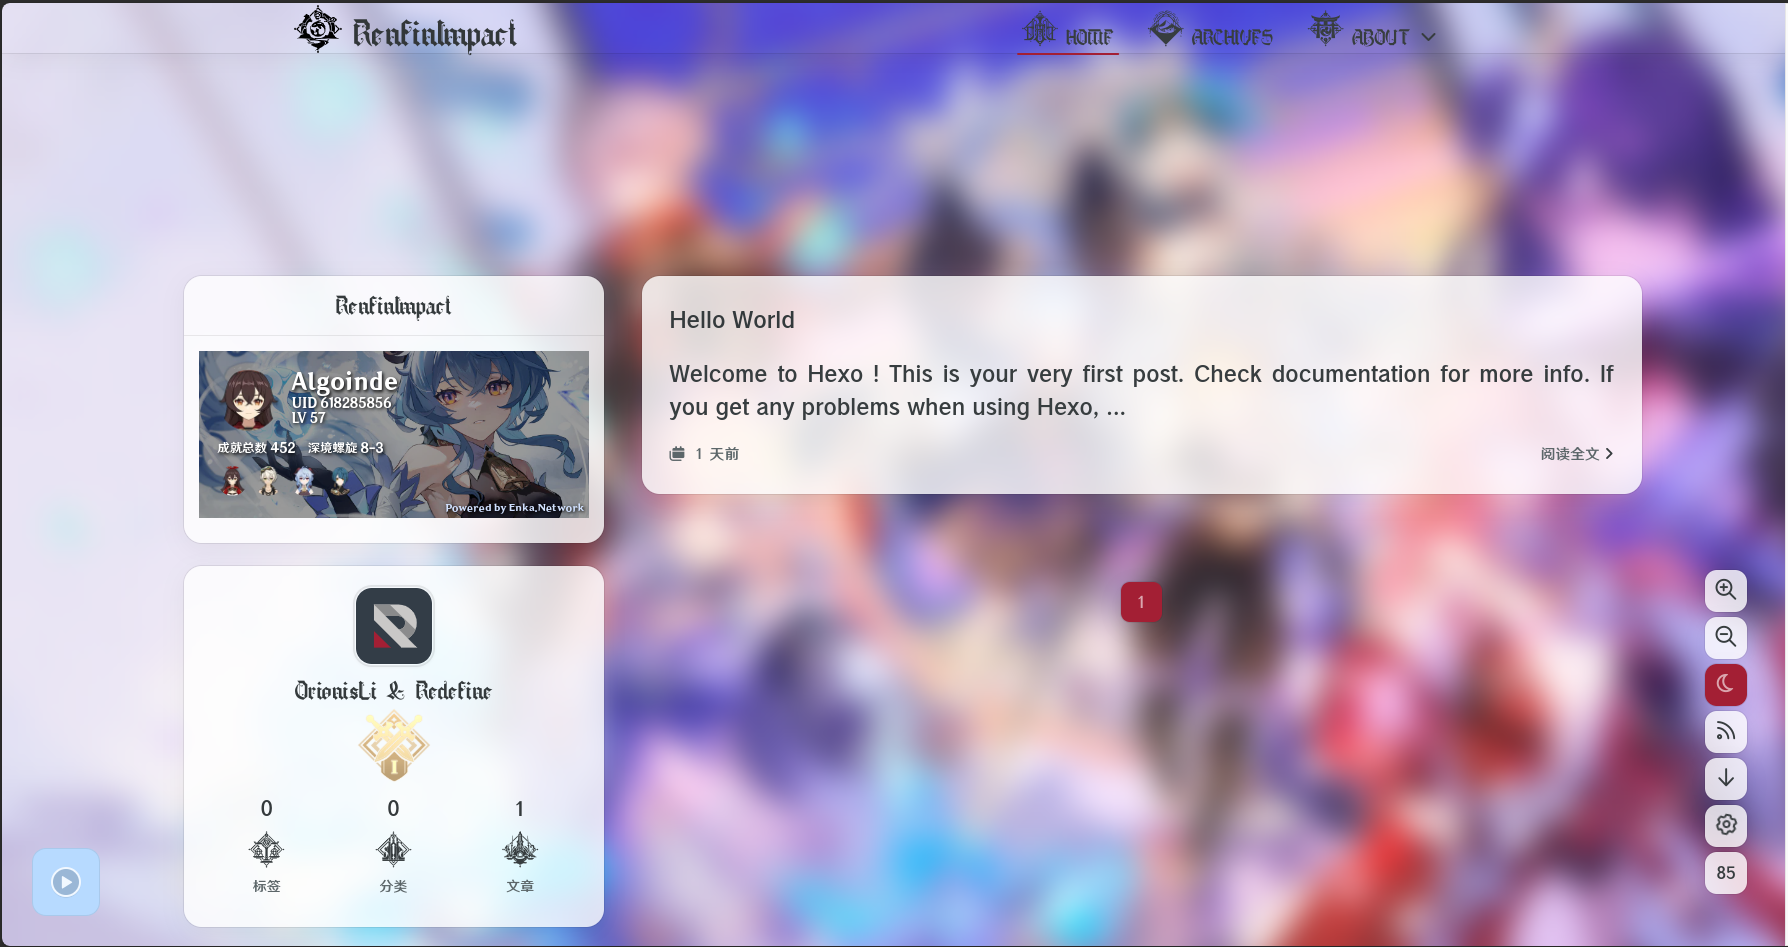 RenfinImpact
HOME
ARCHIVES
ABOUT
RenfinImpact
Algoinde
UID 618285856
LV 57
成就总数 452 深境螺旋 8-3
Powered by Enka.Network
Hello World
Welcome to Hexo ! This is your very first post. Check documentation for more info. If
you get any problems when using Hexo, ...
1 天前
阅读全文
1
OrionisLi & Redefine
I
0 0 1
标签 分类 文章
85